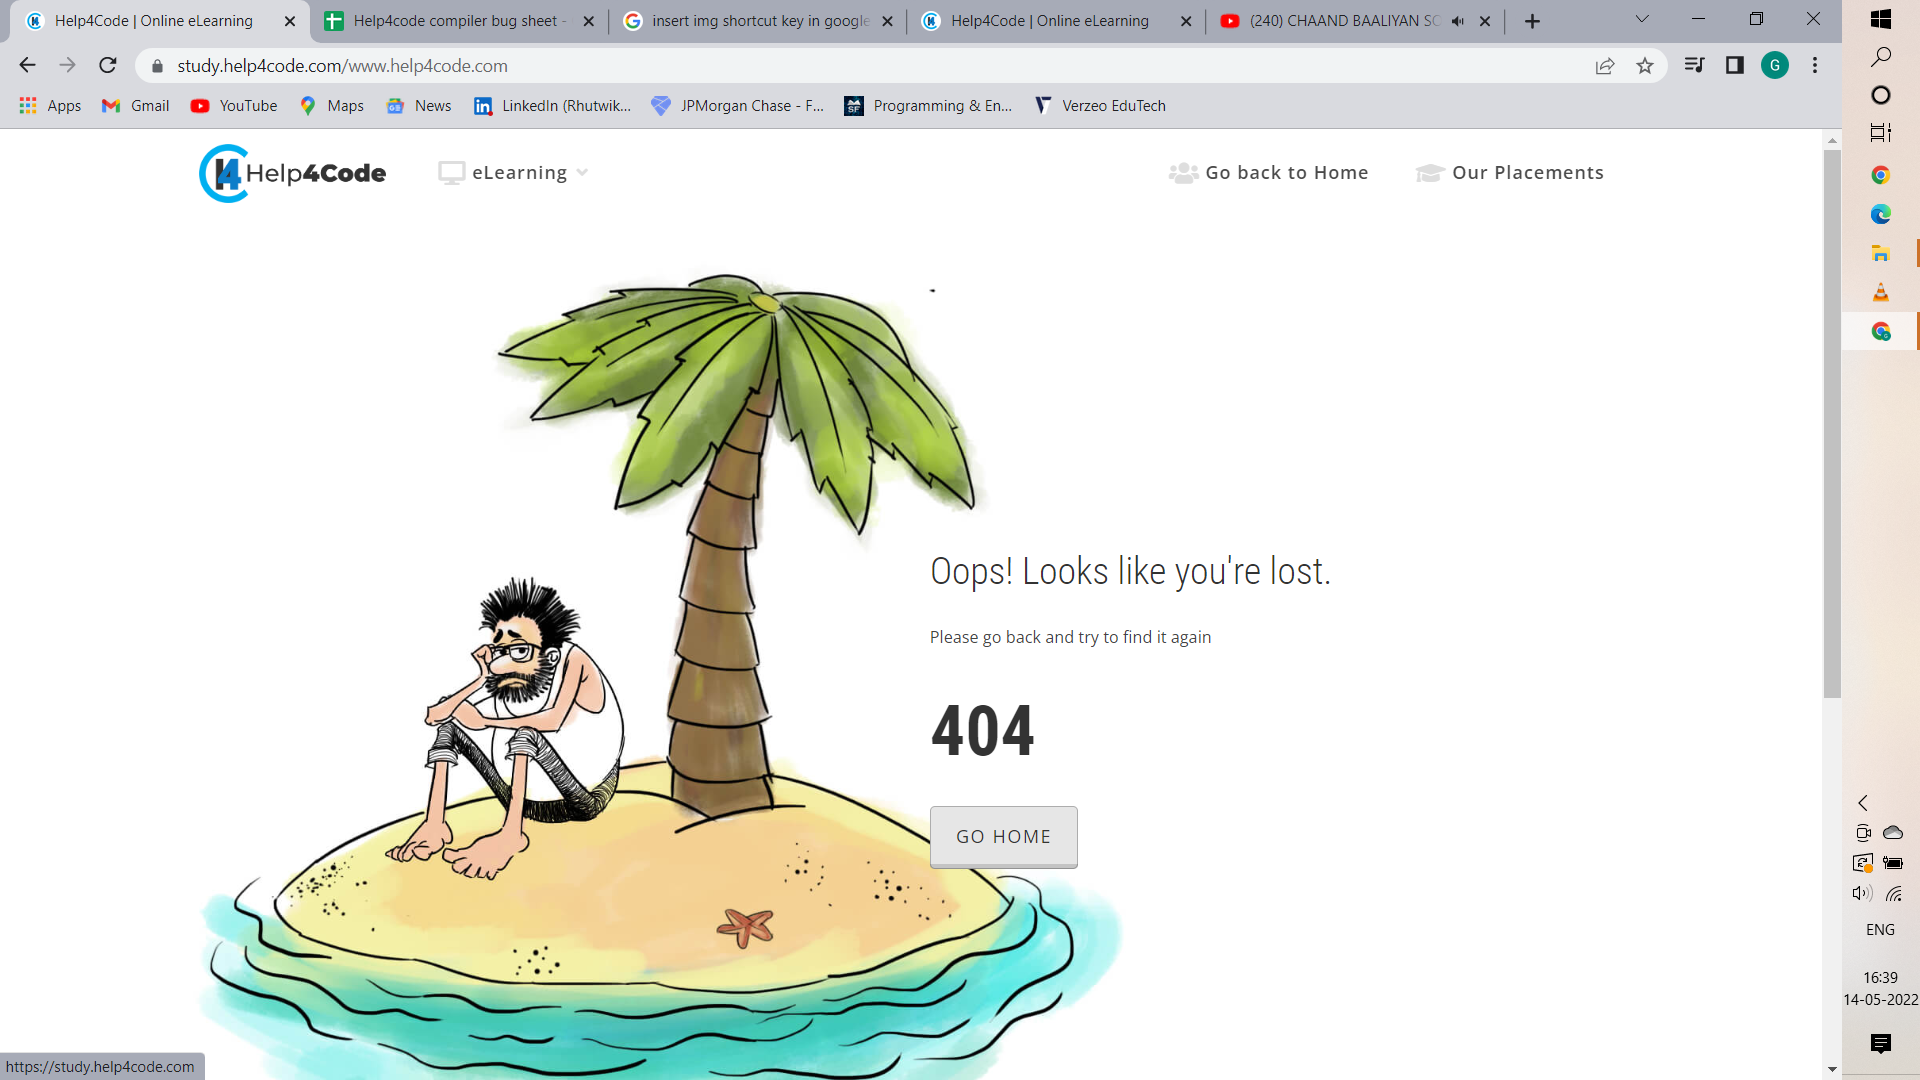 Help4Code | Online eLearning
Help4code compiler bug sheet -
insert img shortcut key in google
Help4Code | Online eLearning
(240) CHAAND BAALIYAN SO
study.help4code.com/www.help4code.com
G
Apps
Gmail
YouTube
Maps
News
LinkedIn (Rhutwik...
JPMorgan Chase - F...
Programming & En...
Verzeo EduTech
Help4Code
eLearning
Go back to Home
Our Placements
Oops! Looks like you're lost.
Please go back and try to find it again
404
GO HOME
https://study.help4code.com
ENG
16:39
14-05-2022